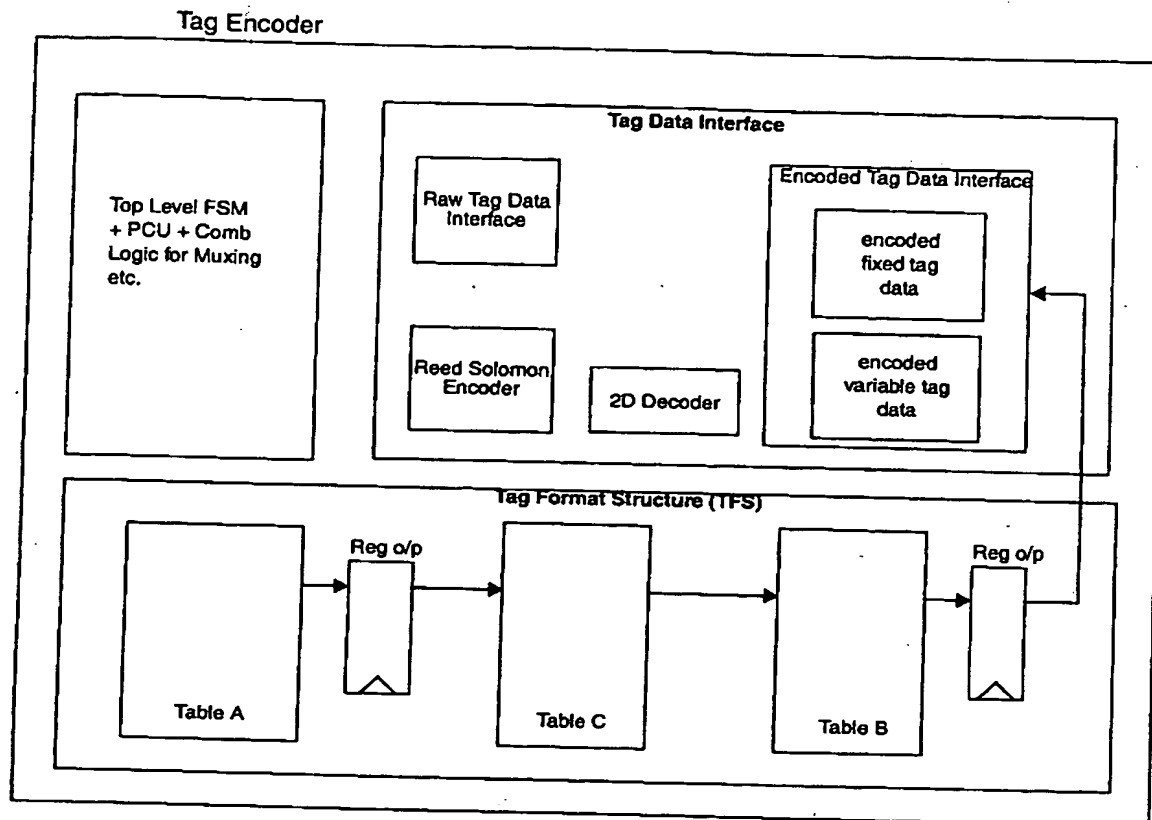 Tag Encoder
Top Level FSM
+ PCU + Comb
Logic for Muxing
etc.
Tag Data Interface
Raw Tag Data
Interface
Encoded Tag Data Interface
encoded
fixed tag
data
Reed Solomon
Encoder
2D Decoder
encoded
variable tag
data
Tag Format Structure (TFS)
Table A
Reg o/p
Table C
Table B
Reg o/p